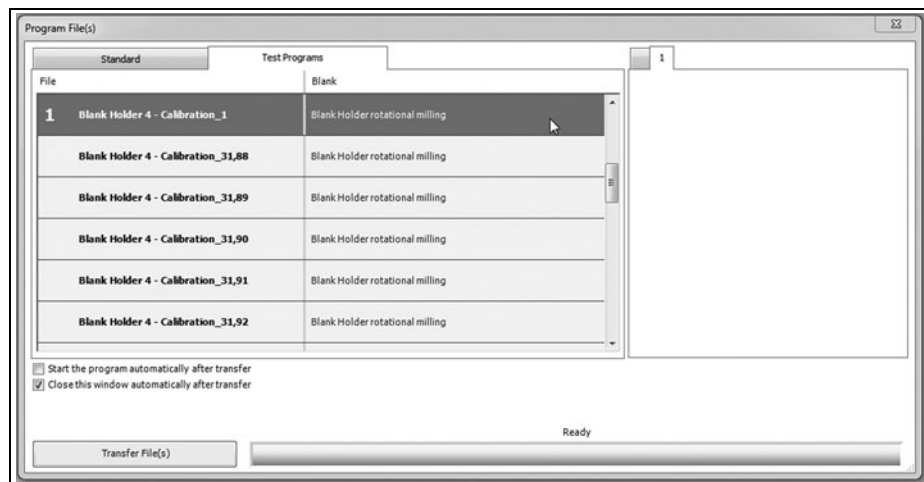 Program File(s)
Standard
Test Programs
1
File
Blank
1 Blank Holder 4 - Calibration_1 Blank Holder rotational milling
Blank Holder 4 - Calibration_31,88 Blank Holder rotational milling
Blank Holder 4 - Calibration_31,89 Blank Holder rotational milling
Blank Holder 4 - Calibration_31,90 Blank Holder rotational milling
Blank Holder 4 - Calibration_31,91 Blank Holder rotational milling
Blank Holder 4 - Calibration_31,92 Blank Holder rotational milling
Start the program automatically after transfer
Close this window automatically after transfer
Ready
Transfer File(s)